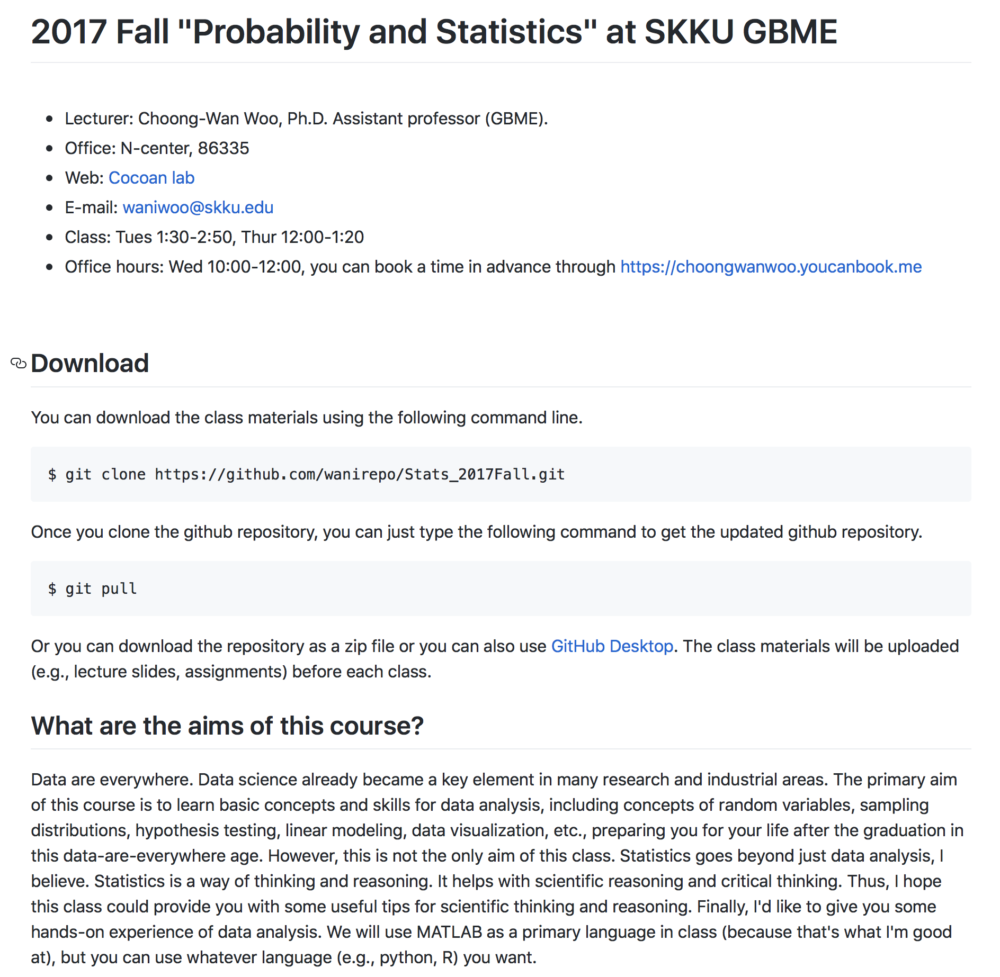 2017 Fall "Probability and Statistics" at SKKU GBME
Lecturer: Choong-Wan Woo, Ph.D. Assistant professor (GBME).
Office: N-center, 86335
Web: Cocoan lab
E-mail: waniwoo@skku.edu
Class: Tues 1:30-2:50, Thur 12:00-1:20
Office hours: Wed 10:00-12:00, you can book a time in advance through https://choongwanwoo.youcanbook.me
Download
You can download the class materials using the following command line.
$ git clone https://github.com/wanirepo/Stats_2017Fall.git
Once you clone the github repository, you can just type the following command to get the updated github repository.
$ git pull
Or you can download the repository as a zip file or you can also use GitHub Desktop. The class materials will be uploaded
(e.g., lecture slides, assignments) before each class.
What are the aims of this course?
Data are everywhere. Data science already became a key element in many research and industrial areas. The primary aim
of this course is to learn basic concepts and skills for data analysis, including concepts of random variables, sampling
distributions, hypothesis testing, linear modeling, data visualization, etc., preparing you for your life after the graduation in
this data-are-everywhere age. However, this is not the only aim of this class. Statistics goes beyond just data analysis, I
believe. Statistics is a way of thinking and reasoning. It helps with scientific reasoning and critical thinking. Thus, I hope
this class could provide you with some useful tips for scientific thinking and reasoning. Finally, I'd like to give you some
hands-on experience of data analysis. We will use MATLAB as a primary language in class (because that's what I'm good
at), but you can use whatever language (e.g., python, R) you want.